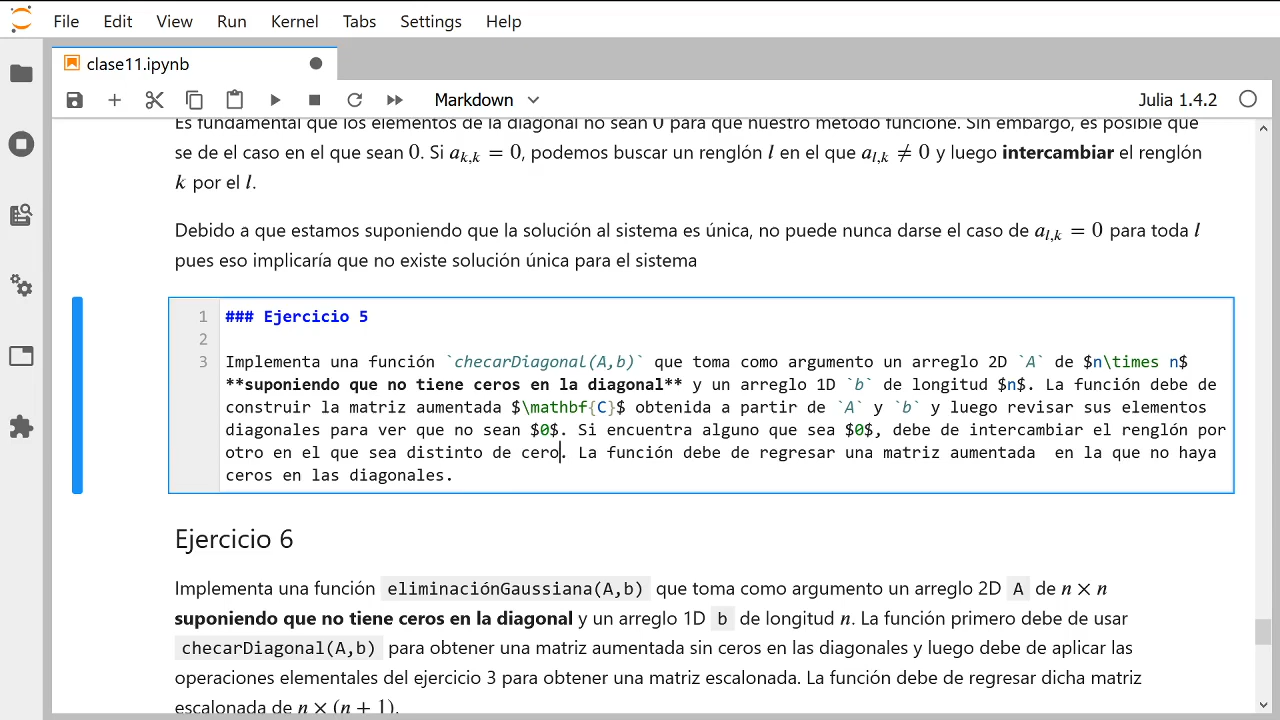 File Edit View Run Kernel Tabs Settings Help
clase11.ipynb
Markdown
Julia 1.4.2
Es fundamental que los elementos de la diagonal no sean 0 para que nuestro método funcione. Sin embargo, es posible que
se de el caso en el que sean 0. Si a_{k,k} = 0, podemos buscar un renglón l en el que a_{l,k} ≠ 0 y luego intercambiar el renglón
k por el l.
Debido a que estamos suponiendo que la solución al sistema es única, no puede nunca darse el caso de a_{l,k} = 0 para toda l
pues eso implicaría que no existe solución única para el sistema
1 ### Ejercicio 5
2
3 Implementa una función `checarDiagonal(A,b)` que toma como argumento un arreglo 2D `A` de $n\times n$
**suponiendo que no tiene ceros en la diagonal** y un arreglo 1D `b` de longitud $n$. La función debe de
construir la matriz aumentada $\mathbf{C}$ obtenida a partir de `A` y `b` y luego revisar sus elementos
diagonales para ver que no sean $0$. Si encuentra alguno que sea $0$, debe de intercambiar el renglón por
otro en el que sea distinto de cero. La función debe de regresar una matriz aumentada  en la que no haya
ceros en las diagonales.
Ejercicio 6
Implementa una función eliminaciónGaussiana(A,b) que toma como argumento un arreglo 2D A de n × n
suponiendo que no tiene ceros en la diagonal y un arreglo 1D b de longitud n. La función primero debe de usar
checarDiagonal(A,b) para obtener una matriz aumentada sin ceros en las diagonales y luego debe de aplicar las
operaciones elementales del ejercicio 3 para obtener una matriz escalonada. La función debe de regresar dicha matriz
escalonada de n × (n + 1).